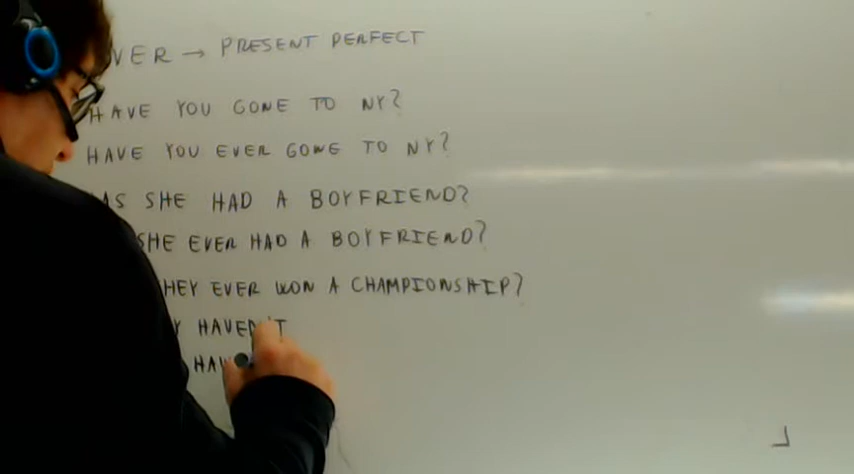 VER → PRESENT PERFECT
HAVE YOU GONE TO NY?
HAVE YOU EVER GONE TO NY?
AS SHE HAD A BOYFRIEND?
SHE EVER HAD A BOYFRIEND?
HEY EVER WON A CHAMPIONSHIP?
Y HAVEN'T
HAV